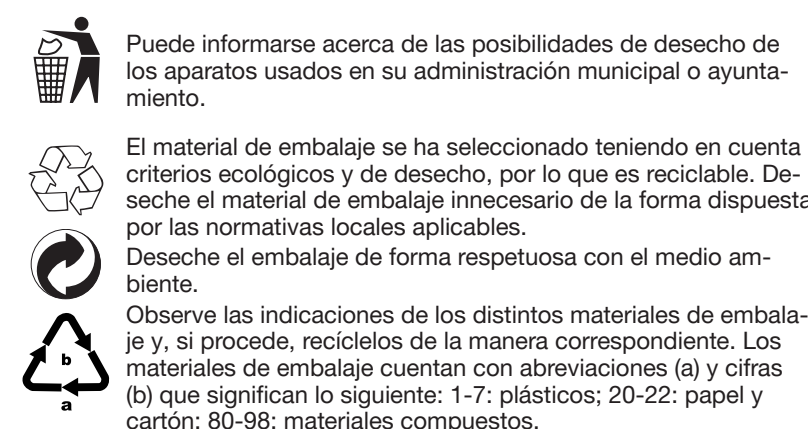 Puede informarse acerca de las posibilidades de desecho de
los aparatos usados en su administración municipal o ayunta-
miento.
El material de embalaje se ha seleccionado teniendo en cuenta
criterios ecológicos y de desecho, por lo que es reciclable. De-
seche el material de embalaje innecesario de la forma dispuesta
por las normativas locales aplicables.
Deseche el embalaje de forma respetuosa con el medio am-
biente.
Observe las indicaciones de los distintos materiales de embala-
je y, si procede, recíclelos de la manera correspondiente. Los
materiales de embalaje cuentan con abreviaciones (a) y cifras
(b) que significan lo siguiente: 1-7: plásticos; 20-22: papel y
cartón; 80-98: materiales compuestos.
b
a